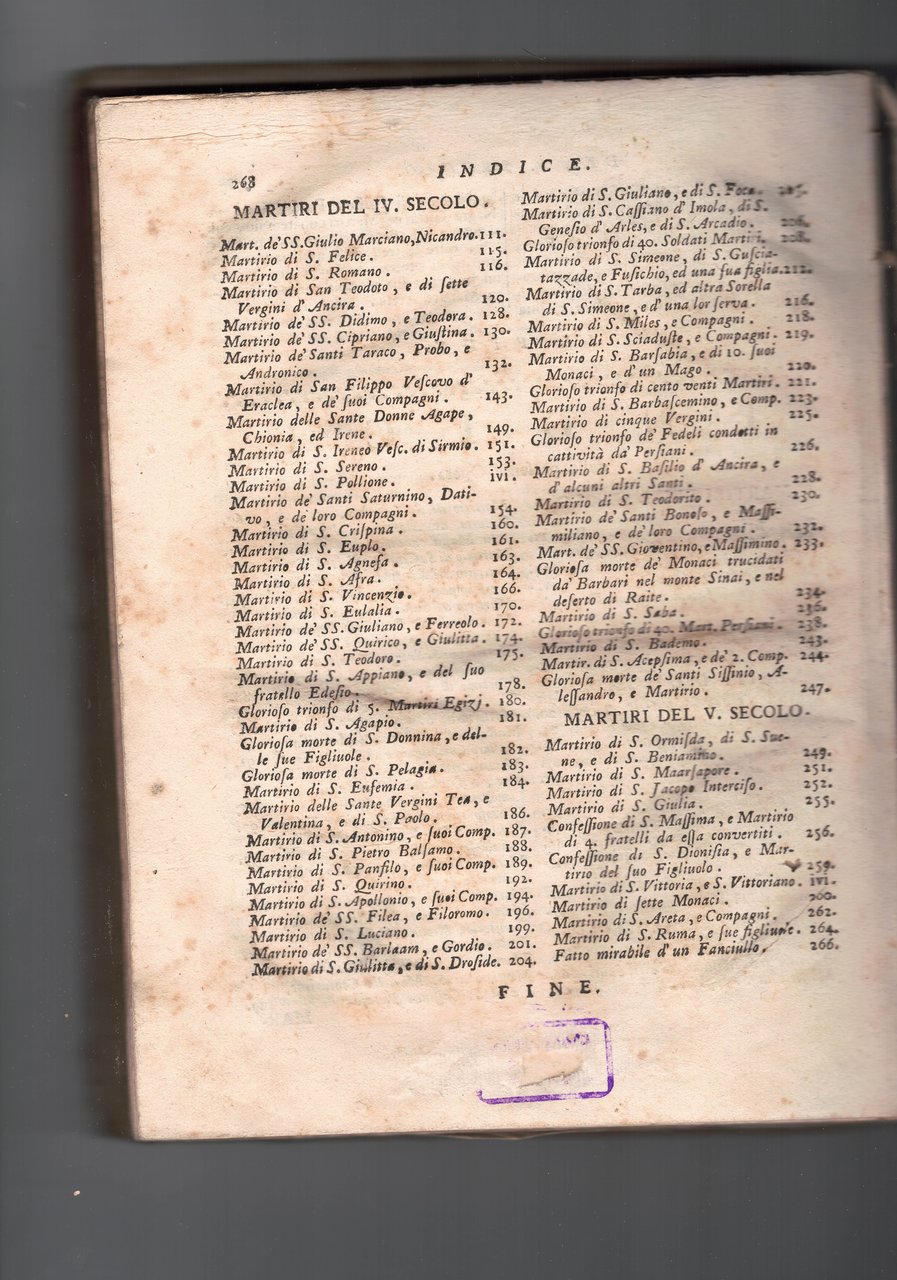 268
INDICE.
MARTIRI DEL IV. SECOLO.
Mart. de' SS. Giulio Marciano, Nicandro. 111.
Martirio di S. Felice. 115.
Martirio di S. Romano. 116.
Martirio di San Teodoto, e di ſette
Vergini d' Ancira. 120.
Martirio de' SS. Didimo, e Teodora. 128.
Martirio de' SS. Cipriano, e Giuſtina. 130.
Martirio de' Santi Taraco, Probo, e
Andronico. 132.
Martirio di San Filippo Veſcovo d'
Eraclea, e de' ſuoi Compagni. 143.
Martirio delle Sante Donne Agape,
Chionia, ed Irene. 149.
Martirio di S. Ireneo Veſc. di Sirmio. 151.
Martirio di S. Sereno. 153.
Martirio di S. Pollione. ivi.
Martirio de' Santi Saturnino, Dati-
vo, e de' loro Compagni. 154.
Martirio di S. Criſpina. 160.
Martirio di S. Euplo. 161.
Martirio di S. Agneſa. 163.
Martirio di S. Afra. 164.
Martirio di S. Vincenzio. 166.
Martirio di S. Eulalia. 170.
Martirio de' SS. Giuliano, e Ferreolo. 172.
Martirio de' SS. Quirico, e Giulitta. 174.
Martirio di S. Teodoro. 175.
Martirio di S. Appiano, e del ſuo
fratello Edeſio. 178.
Glorioſo trionfo di 5. Martiri Egizj. 180.
Martirio di S. Agapio. 181.
Glorioſa morte di S. Donnina, e del-
le ſue Figliuole. 182.
Glorioſa morte di S. Pelagia. 183.
Martirio di S. Eufemia. 184.
Martirio delle Sante Vergini Tea, e
Valentina, e di S. Paolo. 186.
Martirio di S. Antonino, e ſuoi Comp. 187.
Martirio di S. Pietro Balſamo. 188.
Martirio di S. Panfilo, e ſuoi Comp. 189.
Martirio di S. Quirino. 192.
Martirio di S. Apollonio, e ſuoi Comp. 194.
Martirio de' SS. Filea, e Filoromo. 196.
Martirio di S. Luciano. 199.
Martirio de' SS. Barlaam, e Gordio. 201.
Martirio di S. Giulitta, e di S. Droſide. 204.
Martirio di S. Giuliano, e di S. Foca. 205.
Martirio di S. Caſſiano d' Imola, di S.
Geneſio d' Arles, e di S. Arcadio. 206.
Glorioſo trionfo di 40. Soldati Martiri. 208.
Martirio di S. Simeone, di S. Guſcia-
tazzade, e Fuſichio, ed una ſua figlia. 212.
Martirio di S. Tarba, ed altra Sorella
di S. Simeone, e d' una lor ſerva. 216.
Martirio di S. Miles, e Compagni. 218.
Martirio di S. Sciaduſte, e Compagni. 219.
Martirio di S. Barſabia, e di 10. ſuoi
Monaci, e d' un Mago. 220.
Glorioſo trionfo di cento venti Martiri. 221.
Martirio di S. Barbaſcemino, e Comp. 223.
Martirio di cinque Vergini. 225.
Glorioſo trionfo de' Fedeli condotti in
cattività da' Perſiani. 226.
Martirio di S. Baſilio d' Ancira, e
d' alcuni altri Santi. 228.
Martirio di S. Teodorito. 230.
Martirio de' Santi Bonoſo, e Maſſi-
miliano, e de' loro Compagni. 232.
Mart. de' SS. Gioventino, e Maſſimino. 233.
Glorioſa morte de' Monaci trucidati
da' Barbari nel monte Sinai, e nel
deſerto di Raite. 234.
Martirio di S. Saba. 236.
Glorioſo trionfo di 40. Mart. Perſiani. 238.
Martirio di S. Bademo. 243.
Martir. di S. Acepſima, e de' 2. Comp. 244.
Glorioſa morte de' Santi Siſſinio, A-
leſſandro, e Martirio. 247.
MARTIRI DEL V. SECOLO.
Martirio di S. Ormiſda, di S. Sue-
ne, e di S. Beniamino. 249.
Martirio di S. Maarſapore. 251.
Martirio di S. Jacopo Interciſo. 252.
Martirio di S. Giulia. 255.
Confeſſione di S. Maſſima, e Martirio
di 4. fratelli da eſſa convertiti. 256.
Confeſſione di S. Dioniſia, e Mar-
tirio del ſuo Figliuolo. 259.
Martirio di S. Vittoria, e S. Vittoriano. ivi.
Martirio di ſette Monaci. 260.
Martirio di S. Areta, e Compagni. 262.
Martirio di S. Ruma, e ſue figliuole. 264.
Fatto mirabile d'un Fanciullo. 266.
FINE.